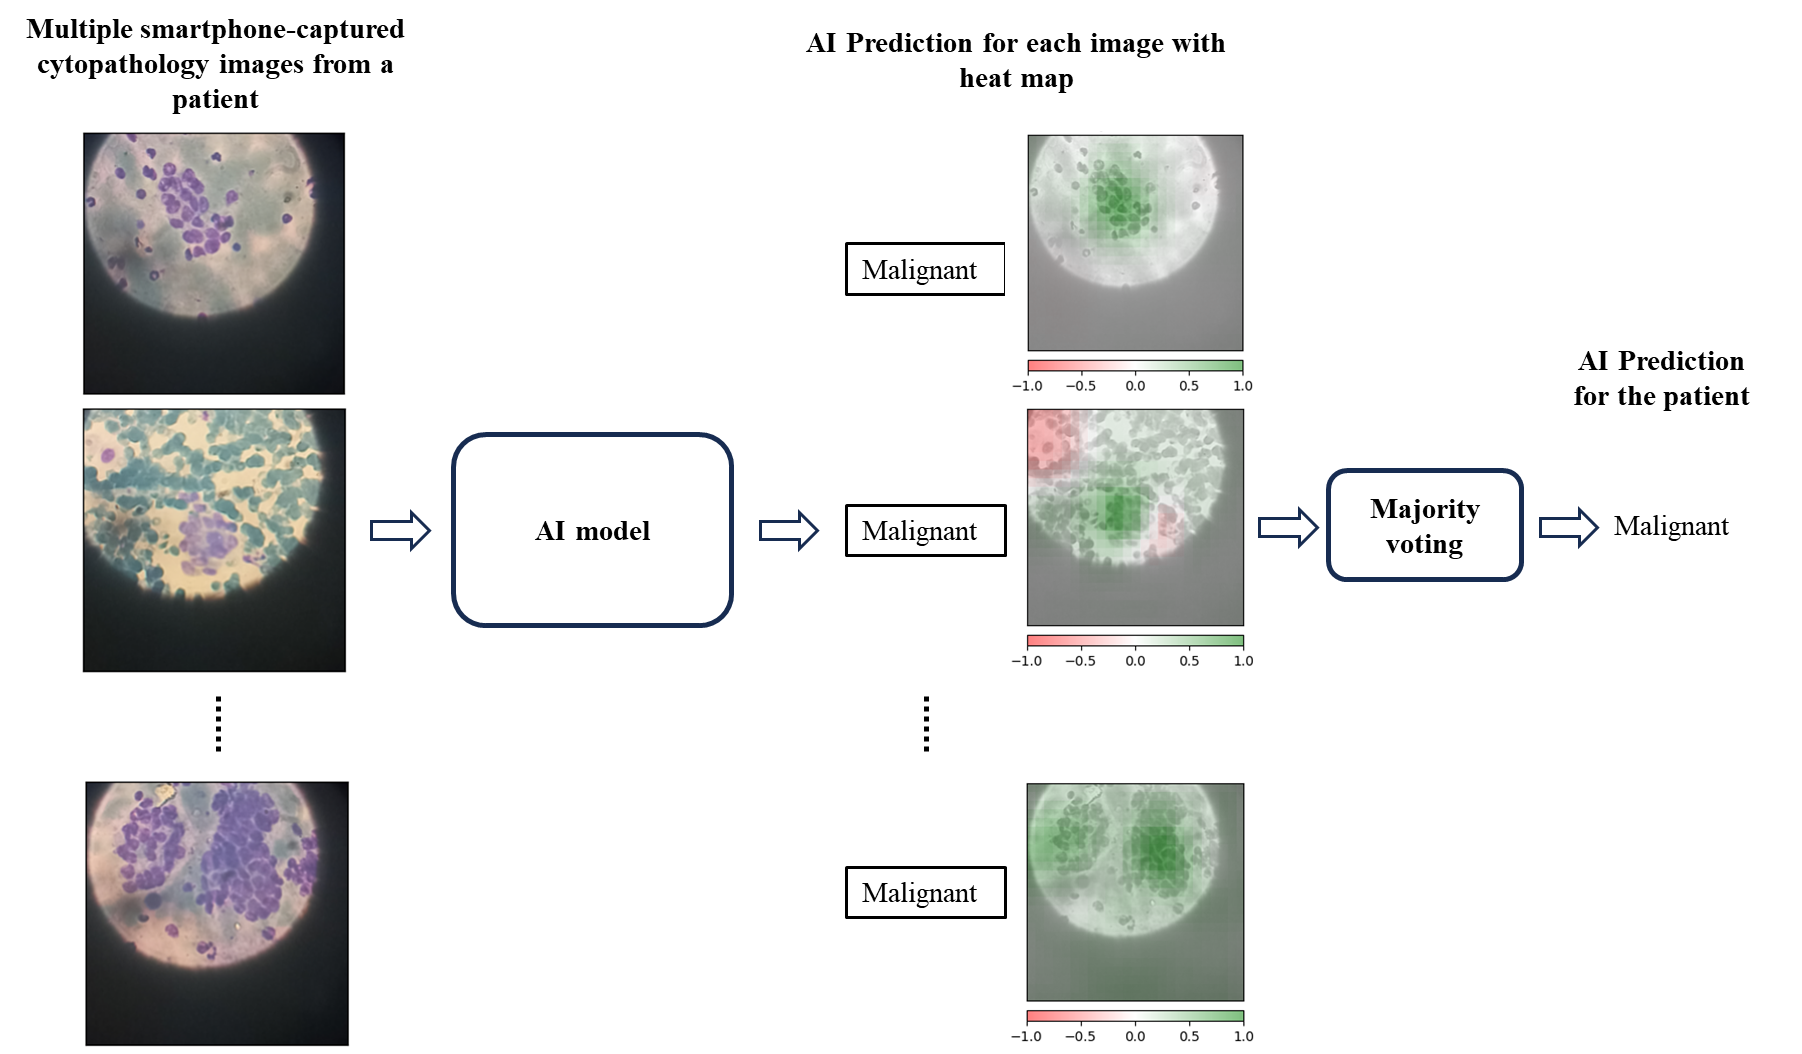 Multiple smartphone-captured
cytopathology images from a
patient
AI Prediction for each image with
heat map
Malignant
−1.0 −0.5 0.0 0.5 1.0
AI Prediction
for the patient
AI model
Malignant
Majority
voting
Malignant
−1.0 −0.5 0.0 0.5 1.0
Malignant
−1.0 −0.5 0.0 0.5 1.0